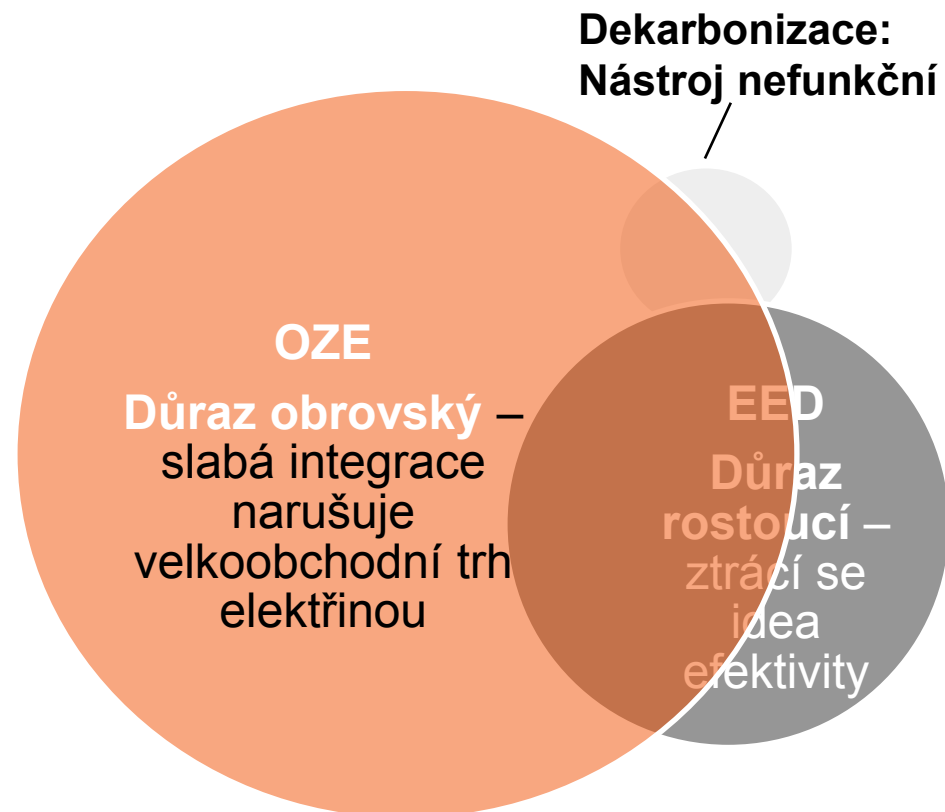 Dekarbonizace:
Nástroj nefunkční
OZE
Důraz obrovský –
slabá integrace
narušuje
velkoobchodní trh
elektřinou
EED
Důraz
rostoucí –
ztrácí se
idea
efektivity